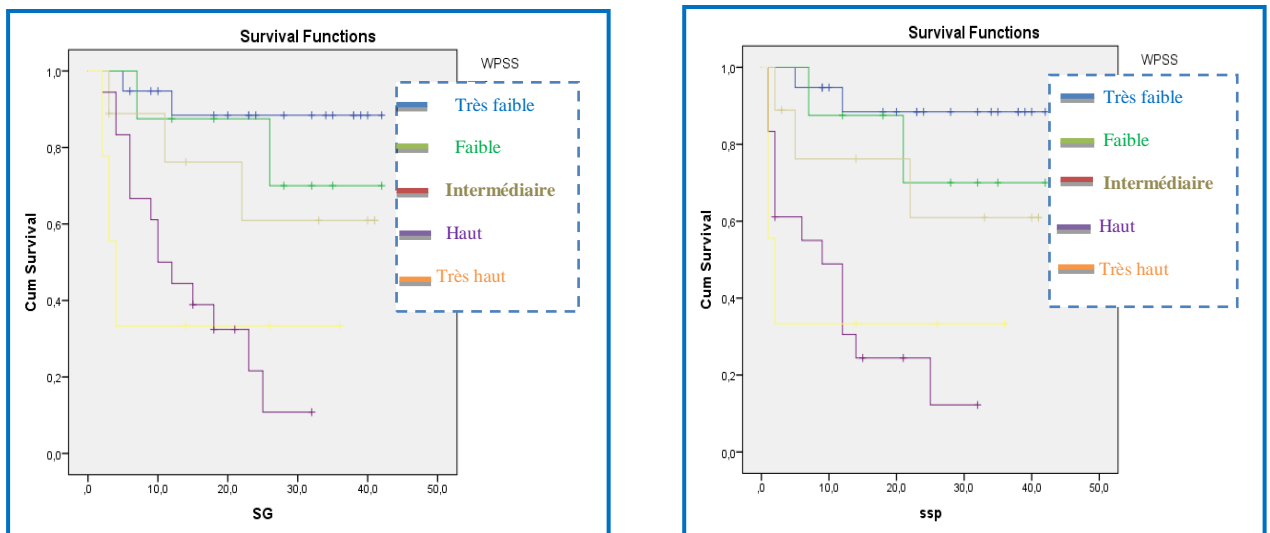 Survival Functions
WPSS
Très faible
Faible
Intermédiaire
Haut
Très haut
Cum Survival
1,0
0,8
0,6
0,4
0,2
0,0
,0 10,0 20,0 30,0 40,0 50,0
SG
Survival Functions
WPSS
Très faible
Faible
Intermédiaire
Haut
Très haut
Cum Survival
1,0
0,8
0,6
0,4
0,2
0,0
,0 10,0 20,0 30,0 40,0 50,0
ssp